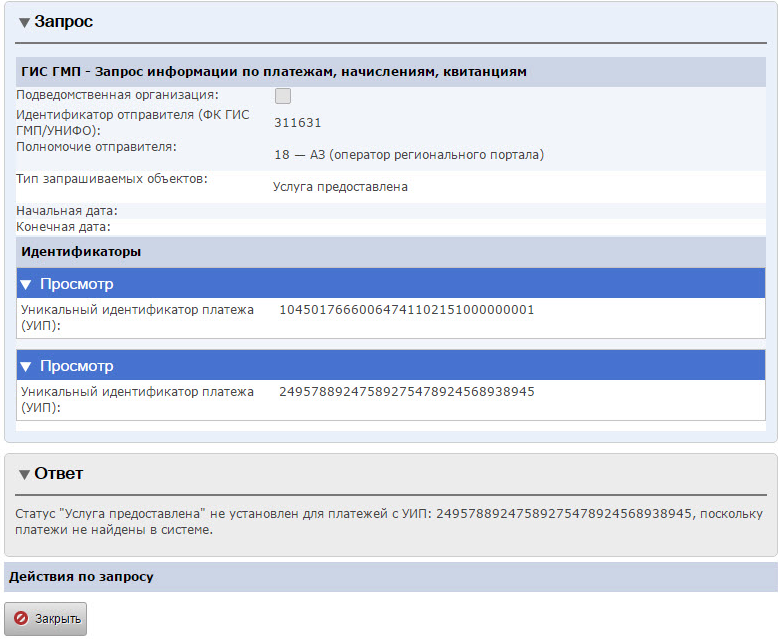 Запрос
ГИС ГМП - Запрос информации по платежам, начислениям, квитанциям
Подведомственная организация:
Идентификатор отправителя (ФК ГИС
ГМП/УНИФО):
311631
Полномочие отправителя:
18 — АЗ (оператор регионального портала)
Тип запрашиваемых объектов:
Услуга предоставлена
Начальная дата:
Конечная дата:
Идентификаторы
Просмотр
Уникальный идентификатор платежа
(УИП):
10450176660064741102151000000001
Просмотр
Уникальный идентификатор платежа
(УИП):
24957889247589275478924568938945
Ответ
Статус "Услуга предоставлена" не установлен для платежей с УИП: 24957889247589275478924568938945, поскольку
платежи не найдены в системе.
Действия по запросу
Закрыть